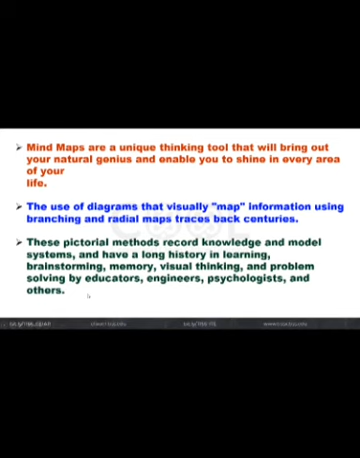 ➤ Mind Maps are a unique thinking tool that will bring out
your natural genius and enable you to shine in every area
of your
life.
➤ The use of diagrams that visually "map" information using
branching and radial maps traces back centuries.
➤ These pictorial methods record knowledge and model
systems, and have a long history in learning,
brainstorming, memory, visual thinking, and problem
solving by educators, engineers, psychologists, and
others.